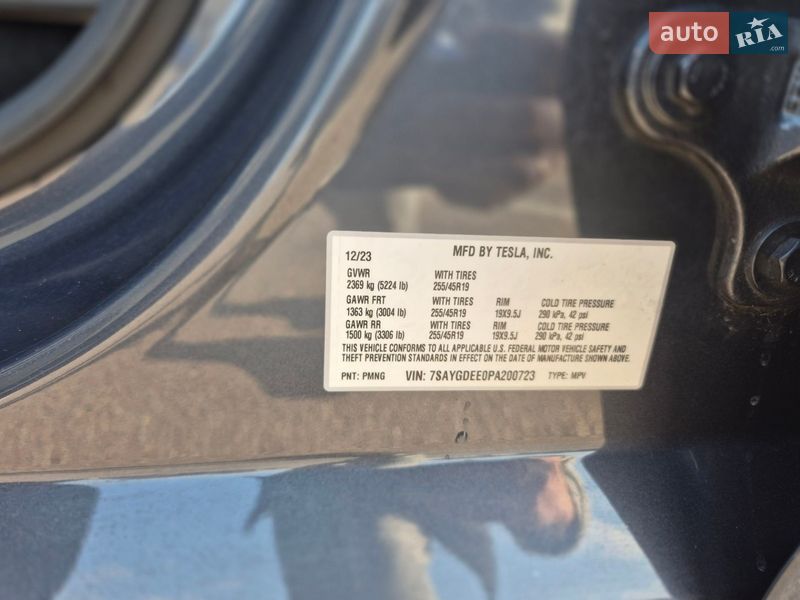 auto RIA .com
12/23 MFD BY TESLA, INC.
GVWR WITH TIRES
2369 kg (5224 lb) 255/45R19
GAWR FRT WITH TIRES RIM COLD TIRE PRESSURE
1363 kg (3004 lb) 255/45R19 19X9.5J 290 kPa, 42 psi
GAWR RR WITH TIRES RIM COLD TIRE PRESSURE
1500 kg (3306 lb) 255/45R19 19X9.5J 290 kPa, 42 psi
THIS VEHICLE CONFORMS TO ALL APPLICABLE U.S. FEDERAL MOTOR VEHICLE SAFETY AND
THEFT PREVENTION STANDARDS IN EFFECT ON THE DATE OF MANUFACTURE SHOWN ABOVE.
PNT: PMNG VIN: 7SAYGDEE0PA200723 TYPE: MPV